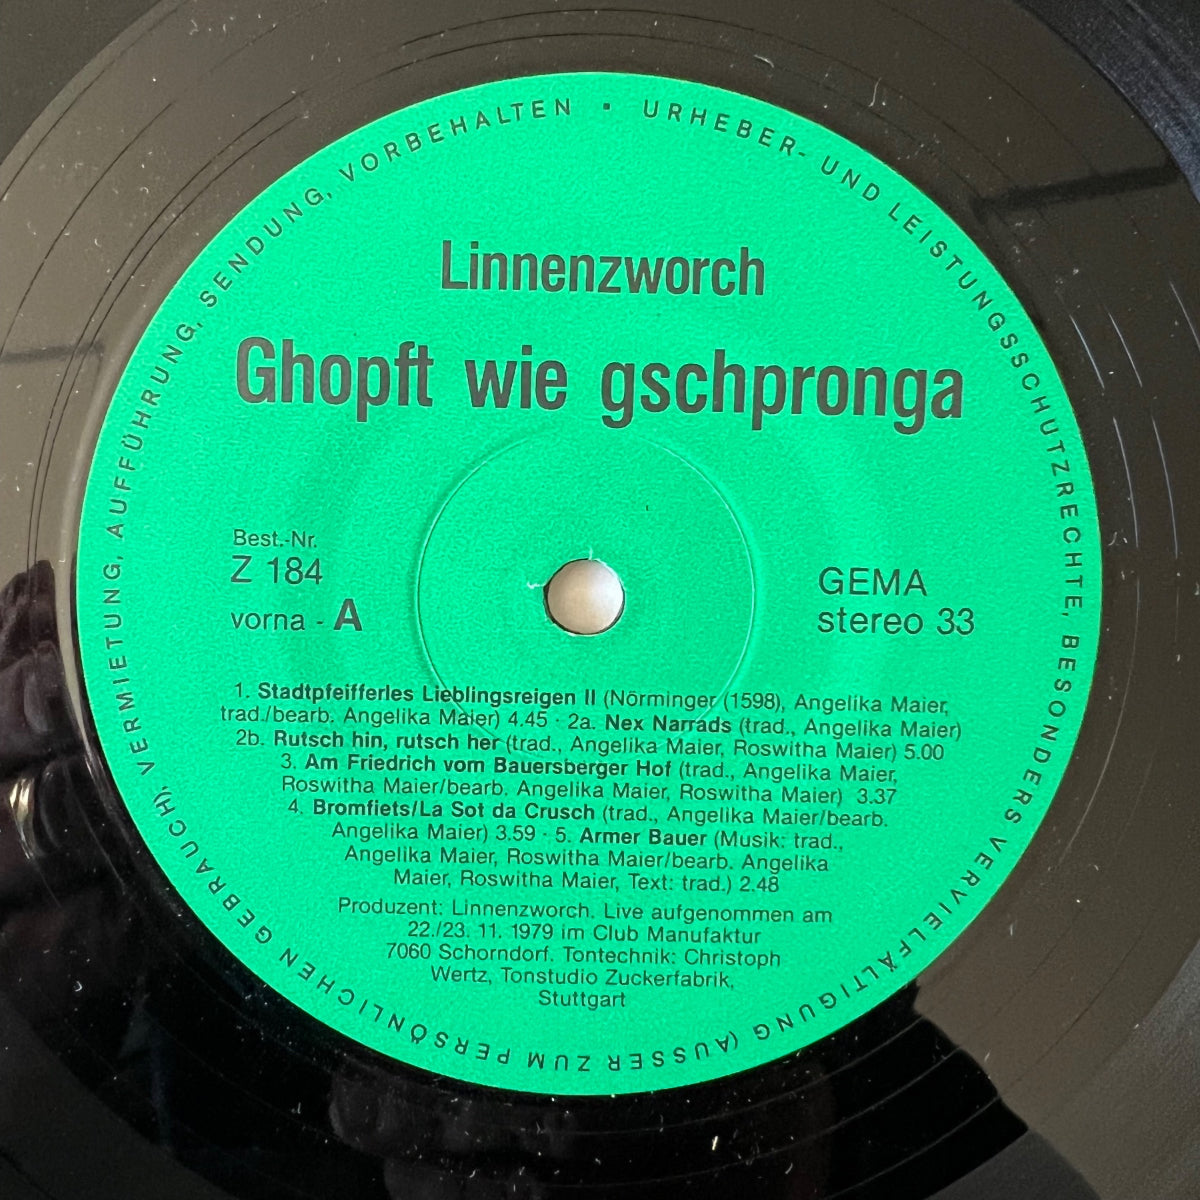 URHEBER- UND LEISTUNGSSCHUTZRECHTE, BESONDERS VERVIELFÄLTIGUNG (AUSSER ZUM PERSÖNLICHEN GEBRAUCH), VERMIETUNG, AUFFÜHRUNG, SENDUNG, VORBEHALTEN ·
Linnenzworch
Ghopft wie gschpronga
Best.-Nr.
Z 184
vorna - A
GEMA
stereo 33
1. Stadtpfeifferles Lieblingsreigen II (Nörminger (1598), Angelika Maier,
trad./bearb. Angelika Maier) 4.45 · 2a. Nex Narrads (trad., Angelika Maier)
2b. Rutsch hin, rutsch her (trad., Angelika Maier, Roswitha Maier) 5.00
3. Am Friedrich vom Bauersberger Hof (trad., Angelika Maier,
Roswitha Maier/bearb. Angelika Maier, Roswitha Maier) 3.37
4. Bromfiets/La Sot da Crusch (trad., Angelika Maier/bearb.
Angelika Maier) 3.59 · 5. Armer Bauer (Musik: trad.,
Angelika Maier, Roswitha Maier/bearb. Angelika
Maier, Roswitha Maier, Text: trad.) 2.48
Produzent: Linnenzworch. Live aufgenommen am
22./23. 11. 1979 im Club Manufaktur
7060 Schorndorf. Tontechnik: Christoph
Wertz, Tonstudio Zuckerfabrik,
Stuttgart